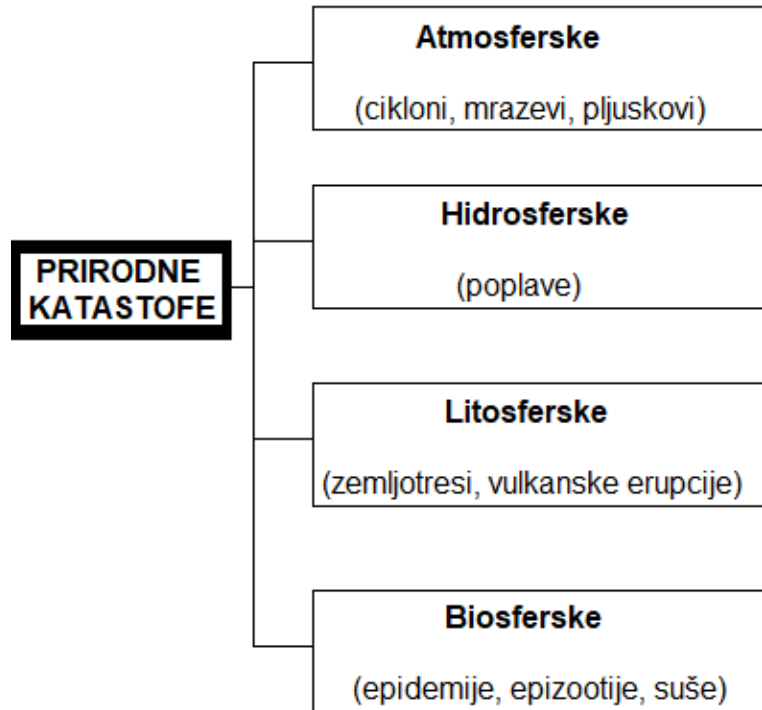 PRIRODNE
KATASTOFE
Atmosferske
(cikloni, mrazevi, pljuskovi)
Hidrosferske
(poplave)
Litosferske
(zemljotresi, vulkanske erupcije)
Biosferske
(epidemije, epizootije, suše)